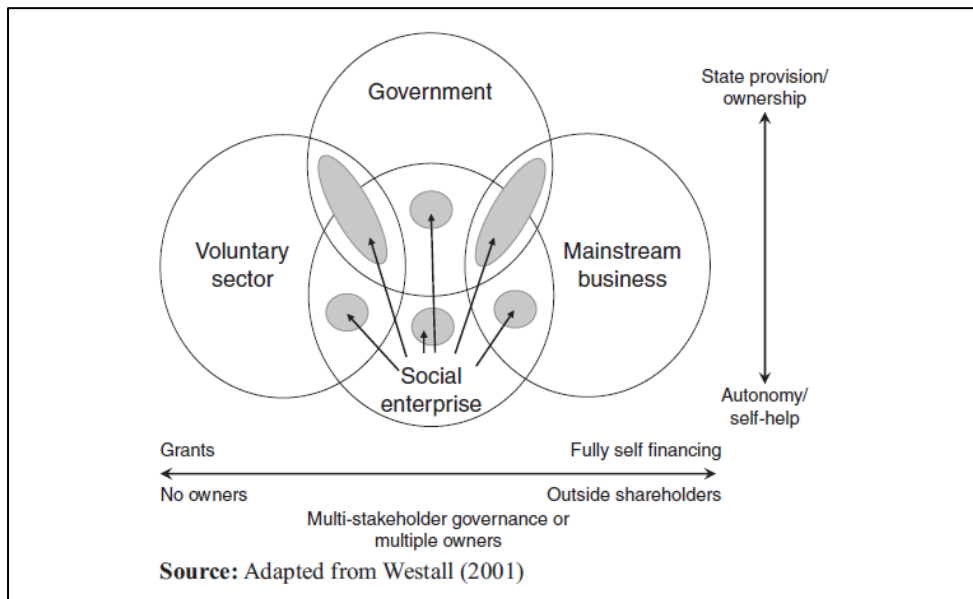 Government
State provision/
ownership
Voluntary
sector
Mainstream
business
Social
enterprise
Autonomy/
self-help
Grants
Fully self financing
No owners
Outside shareholders
Multi-stakeholder governance or
multiple owners
Source: Adapted from Westall (2001)